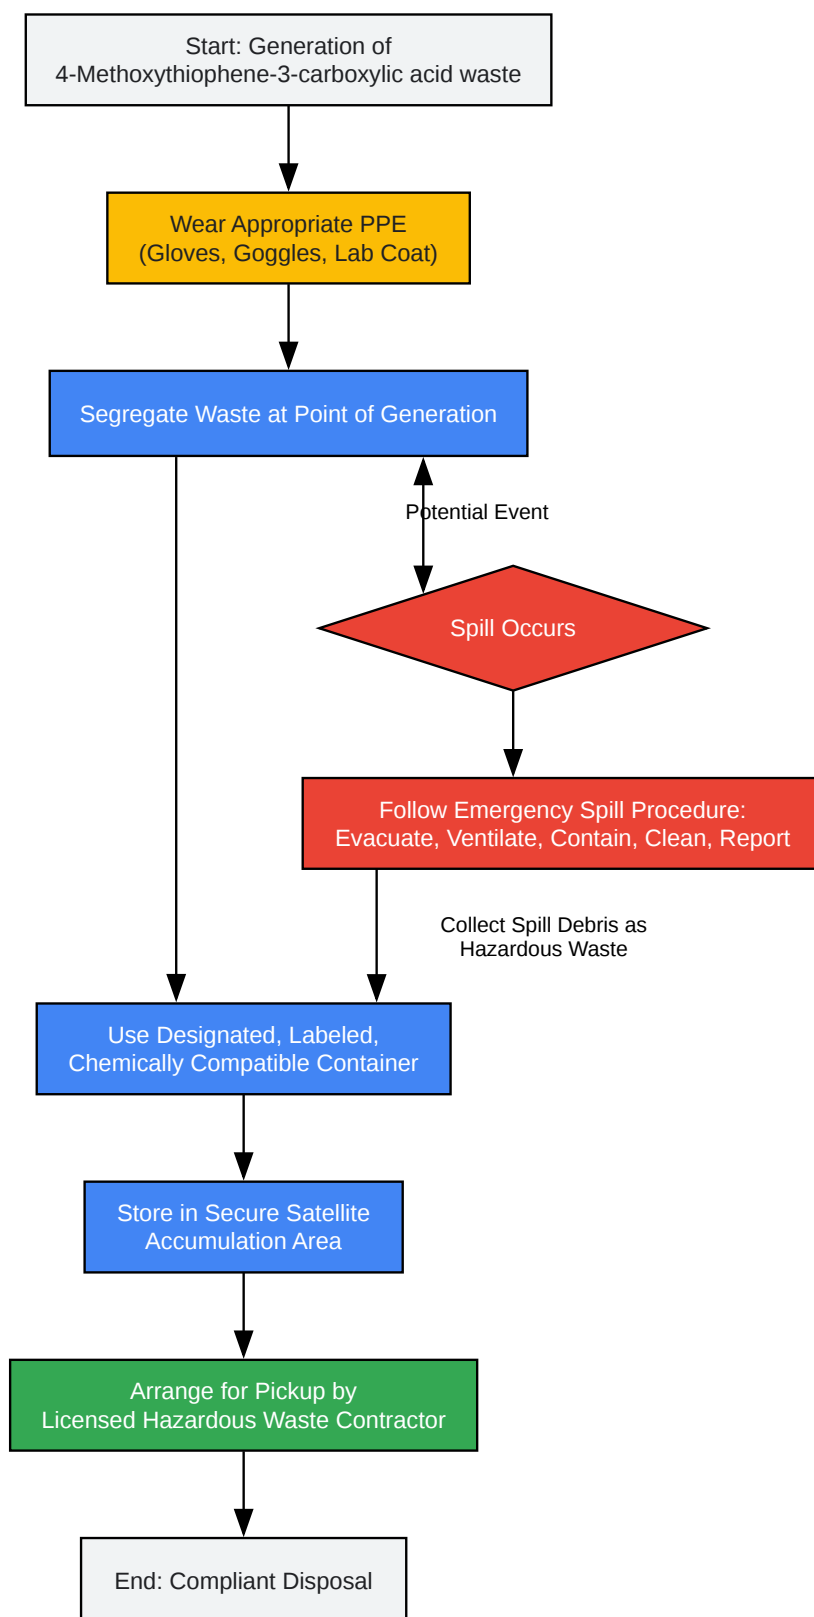 Start: Generation of
4-Methoxythiophene-3-carboxylic acid waste
Wear Appropriate PPE
(Gloves, Goggles, Lab Coat)
Segregate Waste at Point of Generation
Potential Event
Spill Occurs
Follow Emergency Spill Procedure:
Evacuate, Ventilate, Contain, Clean, Report
Collect Spill Debris as
Hazardous Waste
Use Designated, Labeled,
Chemically Compatible Container
Store in Secure Satellite
Accumulation Area
Arrange for Pickup by
Licensed Hazardous Waste Contractor
End: Compliant Disposal